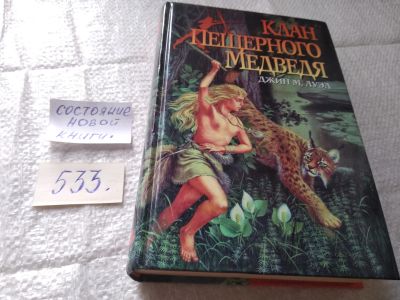 Клан
Пещерного
Медведя
ДЖИН М. АУЭЛ
СОСТОЯНИЕ
НОВОЙ
КНИГИ.
533.